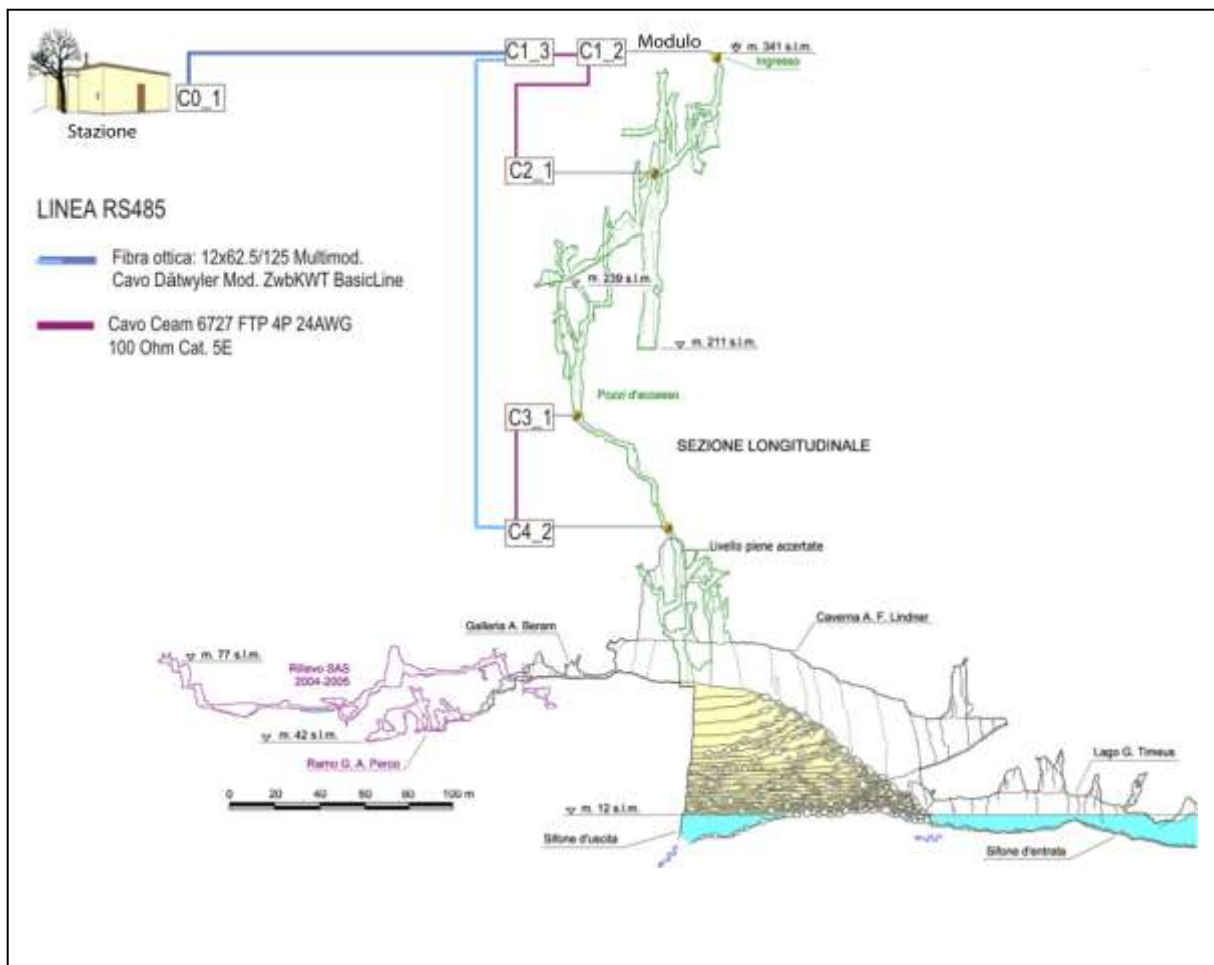 C1_3
C1_2
Modulo
m. 341 s.l.m.
Ingresso
C0_1
Stazione
C2_1
LINEA RS485
Fibra ottica: 12x62.5/125 Multimod.
Cavo Dätwyler Mod. ZwbKWT BasicLine
m. 239 s.l.m.
Cavo Ceam 6727 FTP 4P 24AWG
100 Ohm Cat. 5E
m. 211 s.l.m.
Pozzi d'accesso
C3_1
SEZIONE LONGITUDINALE
C4_2
Livello piene accertate
Caverna A. F. Lindner
Galleria A. Beram
m. 77 s.l.m.
Rilievo SAS
2004-2005
m. 42 s.l.m.
Ramo G. A. Perco
Lago G. Timeus
0 20 40 60 80 100 m
m. 12 s.l.m.
Sifone d'uscita
Sifone d'entrata